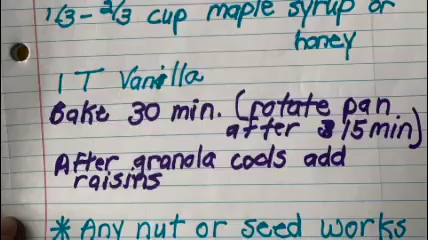 1/3-2/3 cup maple syrup or
honey
1 T Vanilla
Bake 30 min. (rotate pan
after 15 min)
After granola cools add
raisins
* Any nut or seed works